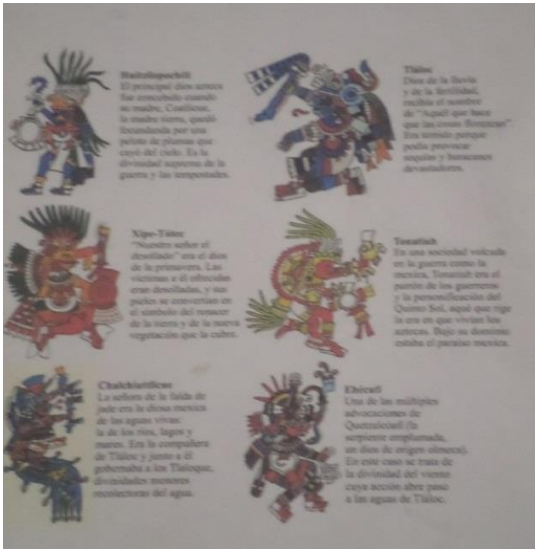 Huitzilopochtli
El principal dios azteca
fue concebido cuando
su madre, Coatlicue,
la madre tierra, quedó
fecundada por una
pelota de plumas que
cayó del cielo. Es la
divinidad suprema de la
guerra y las tempestades.
Tláloc
Dios de la lluvia
y de la fertilidad,
recibía el nombre
de "Aquél que hace
que las cosas florezcan".
Era temido porque
podía provocar
sequías y huracanes
devastadores.
Xipe-Tótec
"Nuestro señor el
desollado" era el dios
de la primavera. Las
víctimas a él ofrecidas
eran desolladas, y sus
pieles se convertían en
el símbolo del renacer
de la tierra y de la nueva
vegetación que la cubre.
Tonatiuh
En una sociedad volcada
en la guerra como la
mexica, Tonatiuh era el
patrón de los guerreros
y la personificación del
Quinto Sol, aquel que rige
la era en que vivían los
aztecas. Bajo su dominio
estaba el paraíso mexica.
Chalchiuttlicue
La señora de la falda de
jade era la diosa mexica
de las aguas vivas:
la de los ríos, lagos y
mares. Era la compañera
de Tláloc y junto a él
gobernaba a los Tlaloque,
divinidades menores
recolectoras del agua.
Ehécatl
Una de las múltiples
advocaciones de
Quetzalcóatl (la
serpiente emplumada,
un dios de origen olmeca).
En este caso se trata de
la divinidad del viento
cuya acción abre paso
a las aguas de Tláloc.